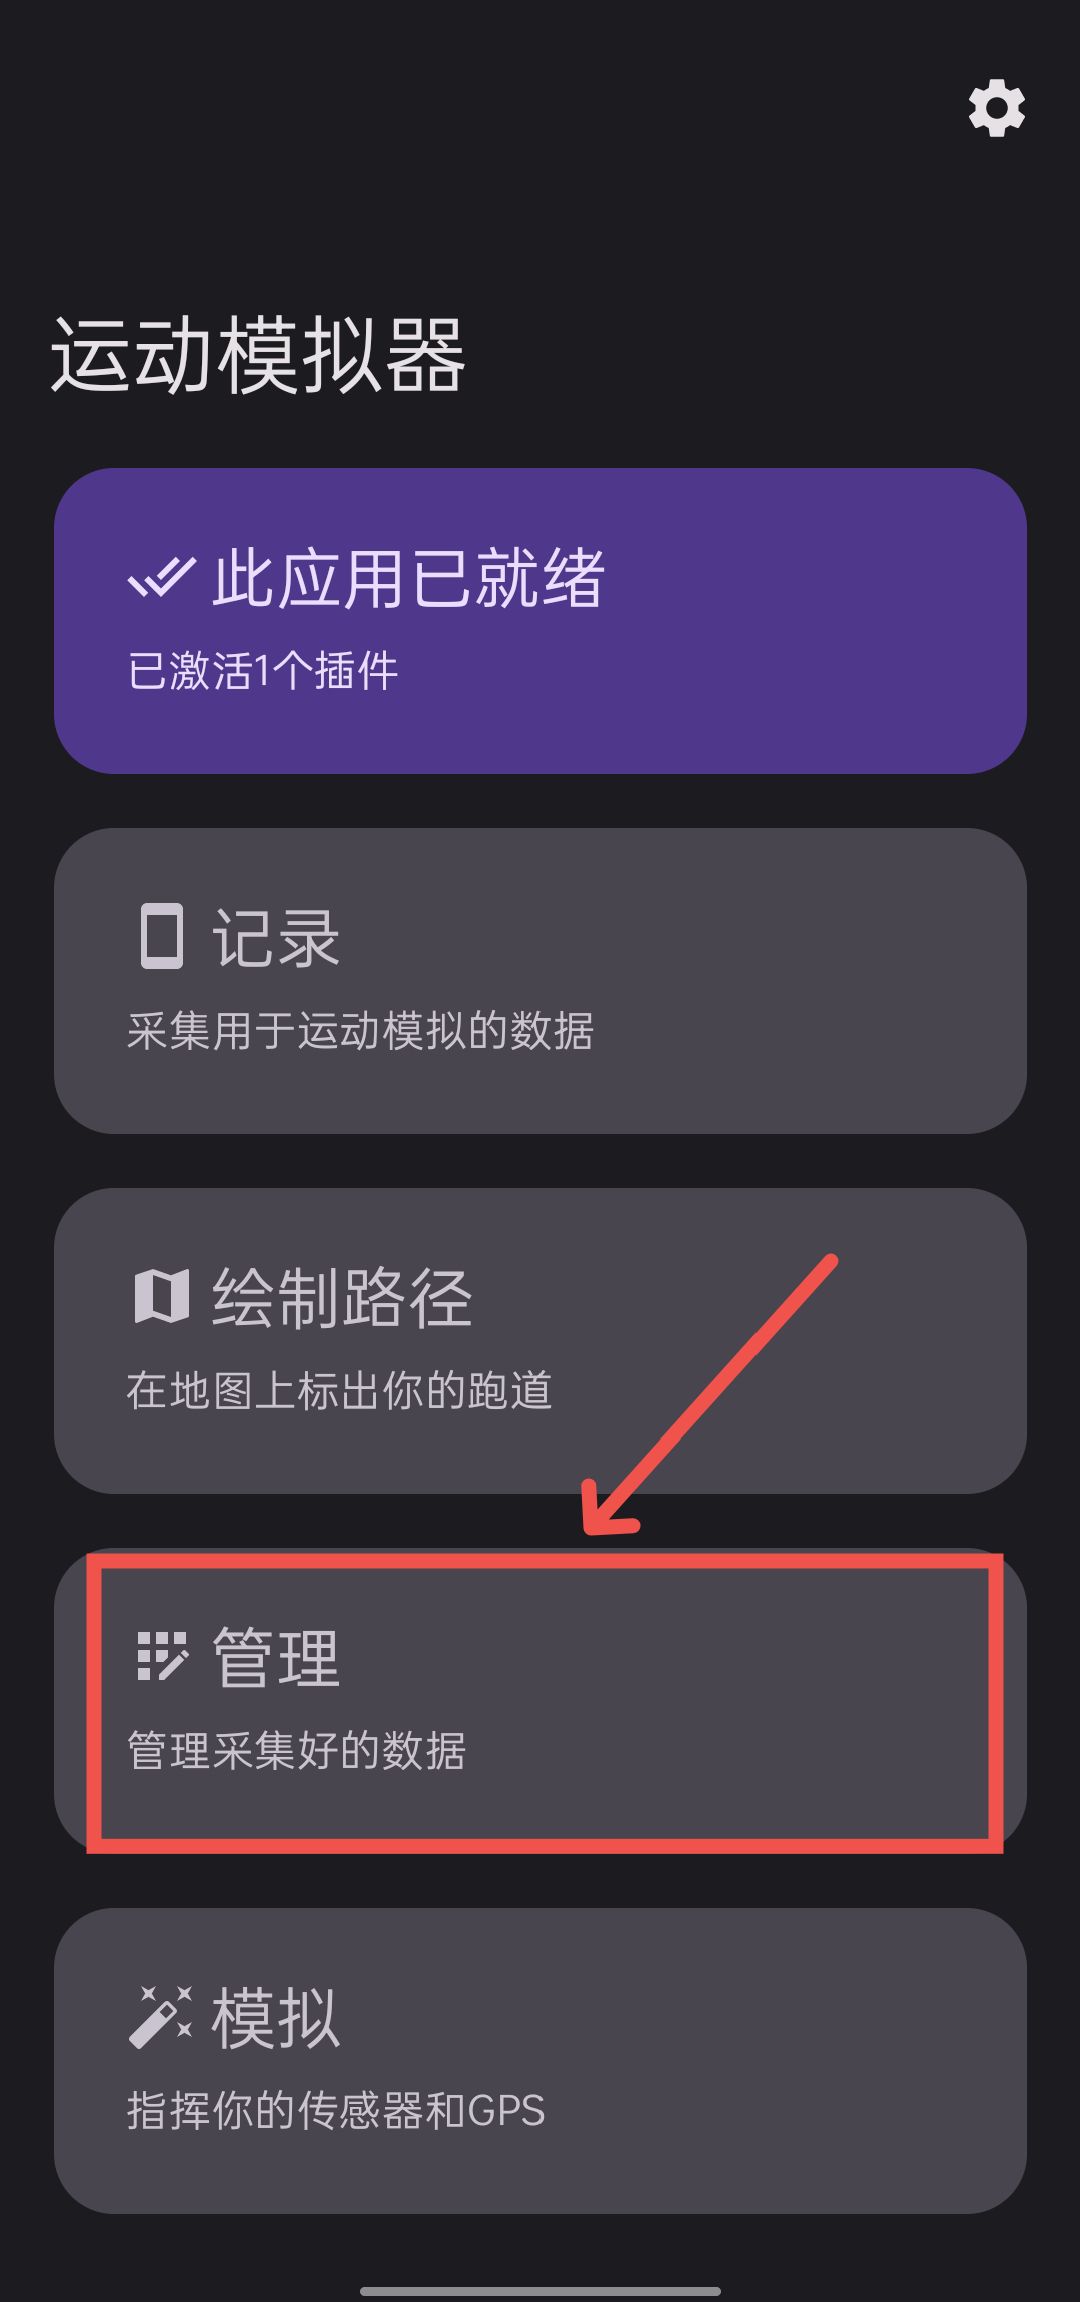 运动模拟器
此应用已就绪
已激活1个插件
记录
采集用于运动模拟的数据
绘制路径
在地图上标出你的跑道
管理
管理采集好的数据
模拟
指挥你的传感器和GPS